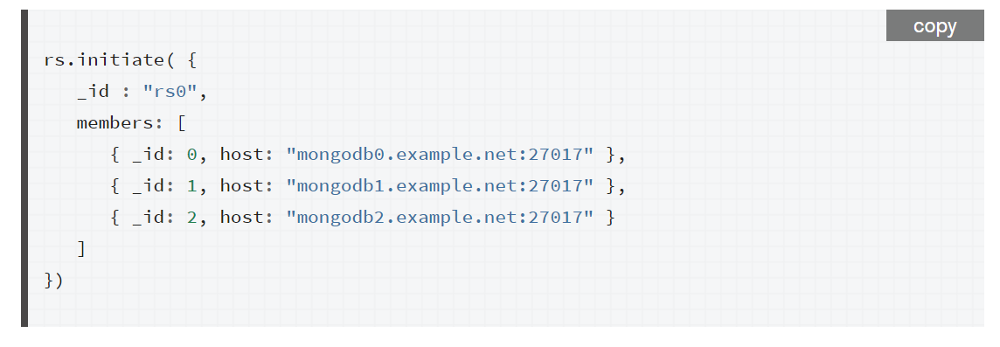 copy
rs.initiate( {
   _id : "rs0",
   members: [
      { _id: 0, host: "mongodb0.example.net:27017" },
      { _id: 1, host: "mongodb1.example.net:27017" },
      { _id: 2, host: "mongodb2.example.net:27017" }
   ]
})